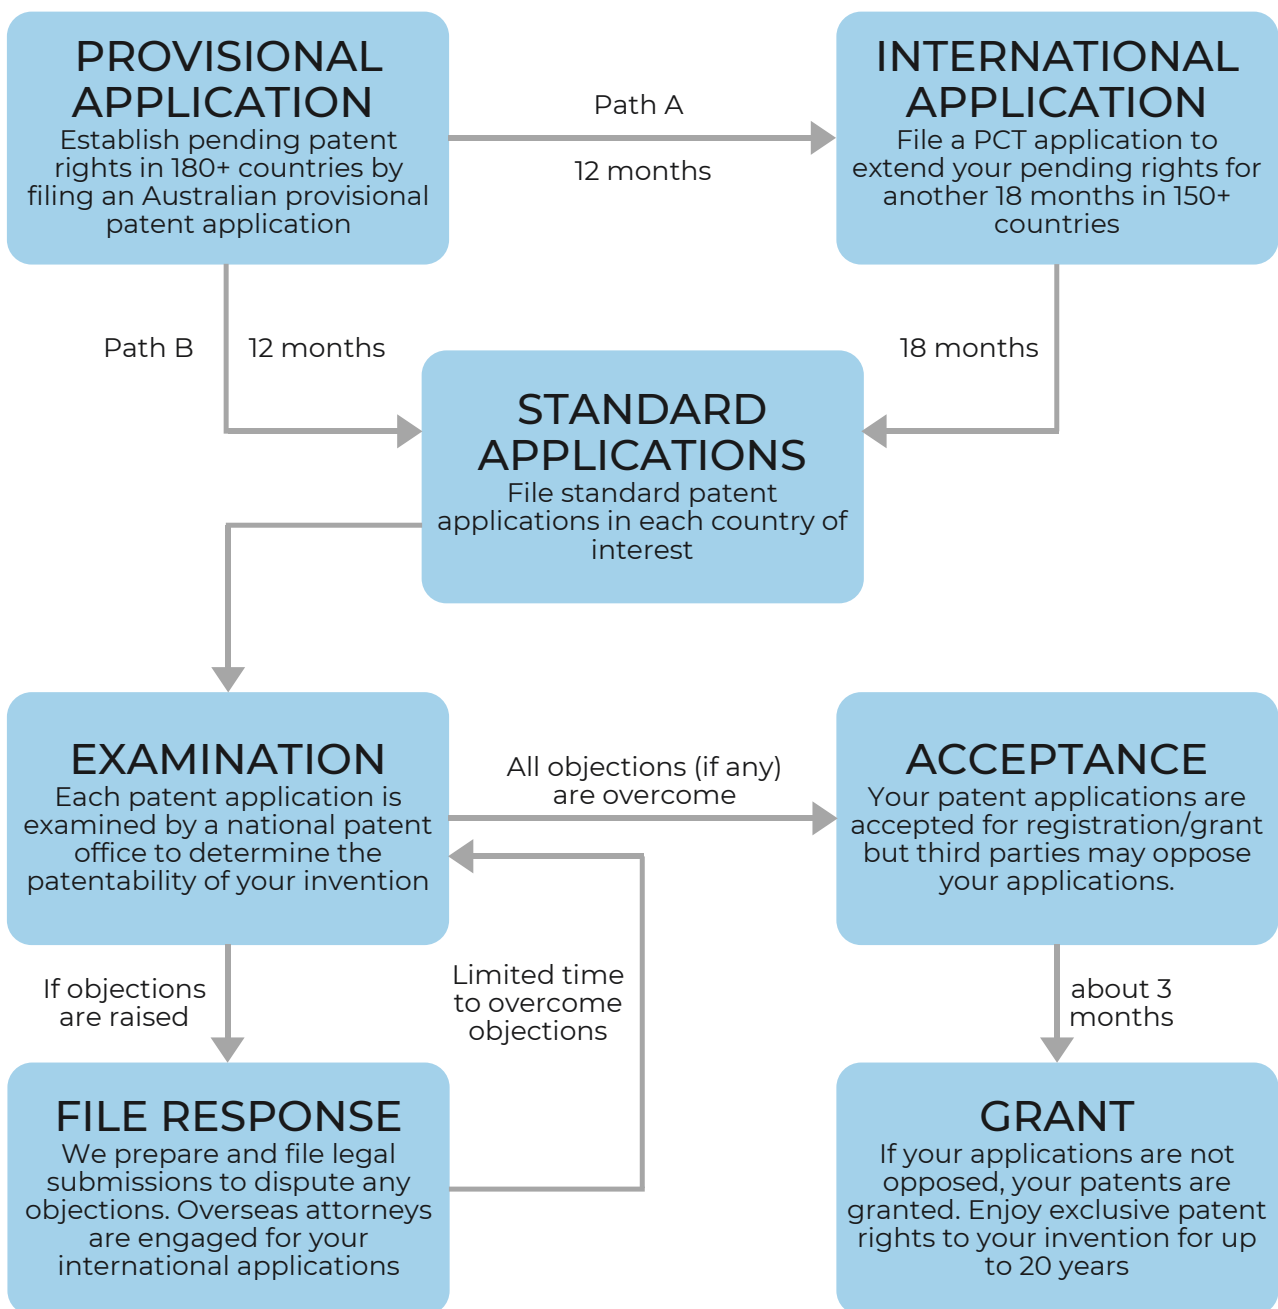 PROVISIONAL
APPLICATION
Establish pending patent
rights in 180+ countries by
filing an Australian provisional
patent application
Path A
12 months
INTERNATIONAL
APPLICATION
File a PCT application to
extend your pending rights for
another 18 months in 150+
countries
Path B
12 months
18 months
STANDARD
APPLICATIONS
File standard patent
applications in each country of
interest
EXAMINATION
Each patent application is
examined by a national patent
office to determine the
patentability of your invention
All objections (if any)
are overcome
ACCEPTANCE
Your patent applications are
accepted for registration/grant
but third parties may oppose
your applications.
If objections
are raised
Limited time
to overcome
objections
about 3
months
FILE RESPONSE
We prepare and file legal
submissions to dispute any
objections. Overseas attorneys
are engaged for your
international applications
GRANT
If your applications are not
opposed, your patents are
granted. Enjoy exclusive patent
rights to your invention for up
to 20 years